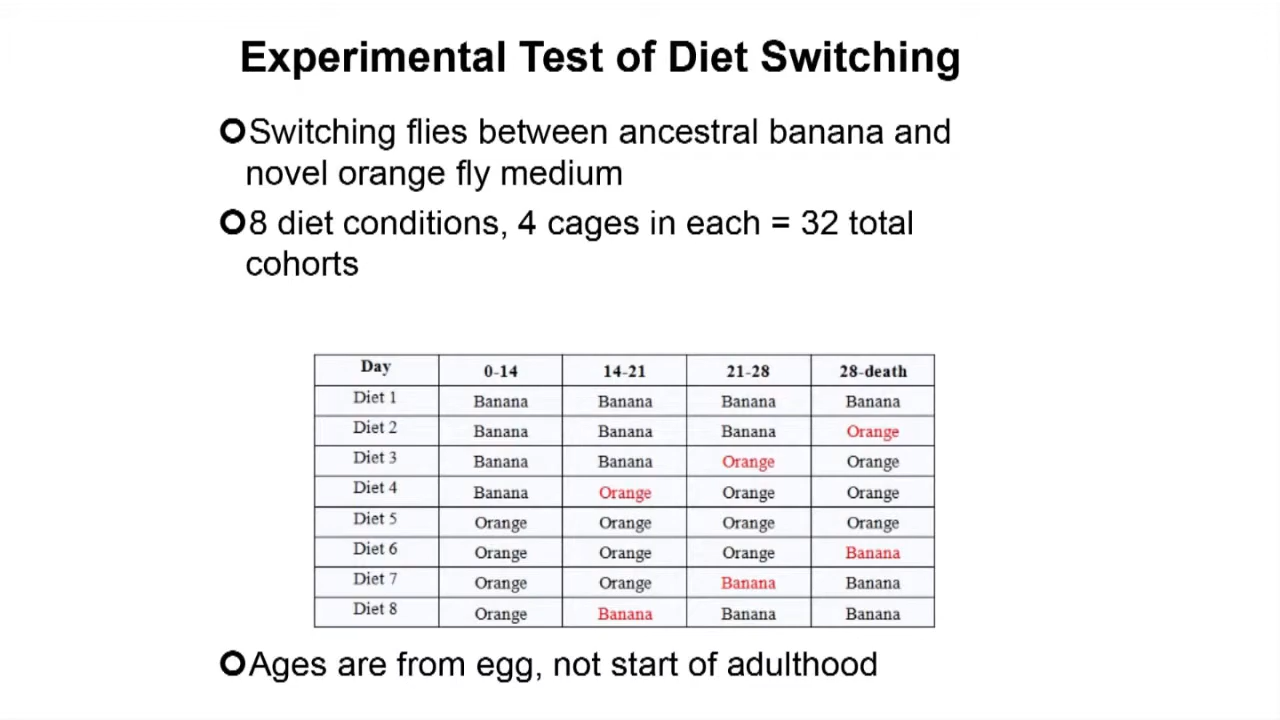 Experimental Test of Diet Switching
Switching flies between ancestral banana and
novel orange fly medium
8 diet conditions, 4 cages in each = 32 total
cohorts
Day 0-14 14-21 21-28 28-death
Diet 1 Banana Banana Banana Banana
Diet 2 Banana Banana Banana Orange
Diet 3 Banana Banana Orange Orange
Diet 4 Banana Orange Orange Orange
Diet 5 Orange Orange Orange Orange
Diet 6 Orange Orange Orange Banana
Diet 7 Orange Orange Banana Banana
Diet 8 Orange Banana Banana Banana
Ages are from egg, not start of adulthood